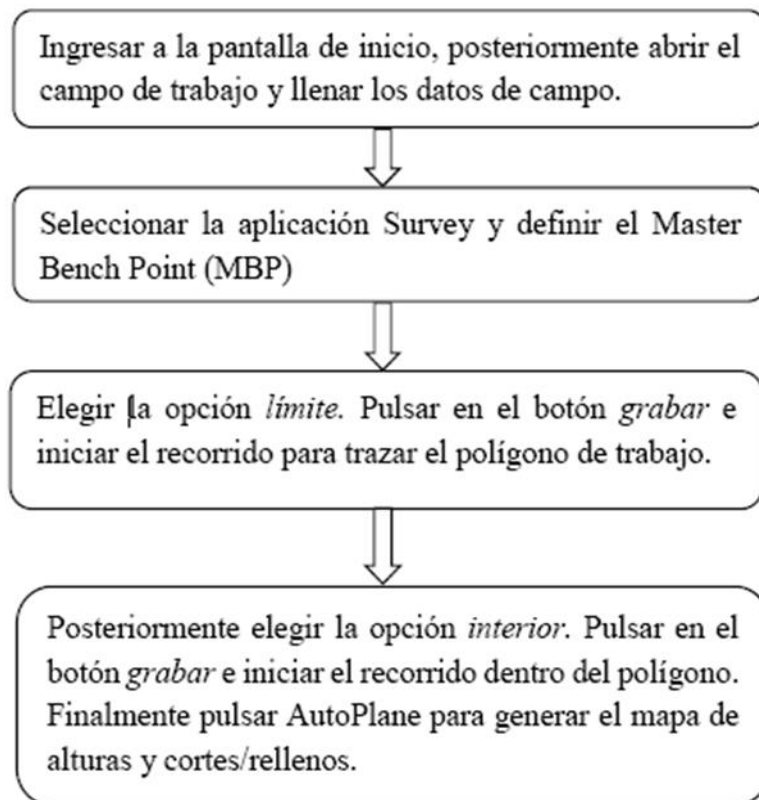 Ingresar a la pantalla de inicio, posteriormente abrir el
campo de trabajo y llenar los datos de campo.
Seleccionar la aplicación Survey y definir el Master
Bench Point (MBP)
Elegir la opción límite. Pulsar en el botón grabar e
iniciar el recorrido para trazar el polígono de trabajo.
Posteriormente elegir la opción interior. Pulsar en el
botón grabar e iniciar el recorrido dentro del polígono.
Finalmente pulsar AutoPlane para generar el mapa de
alturas y cortes/rellenos.